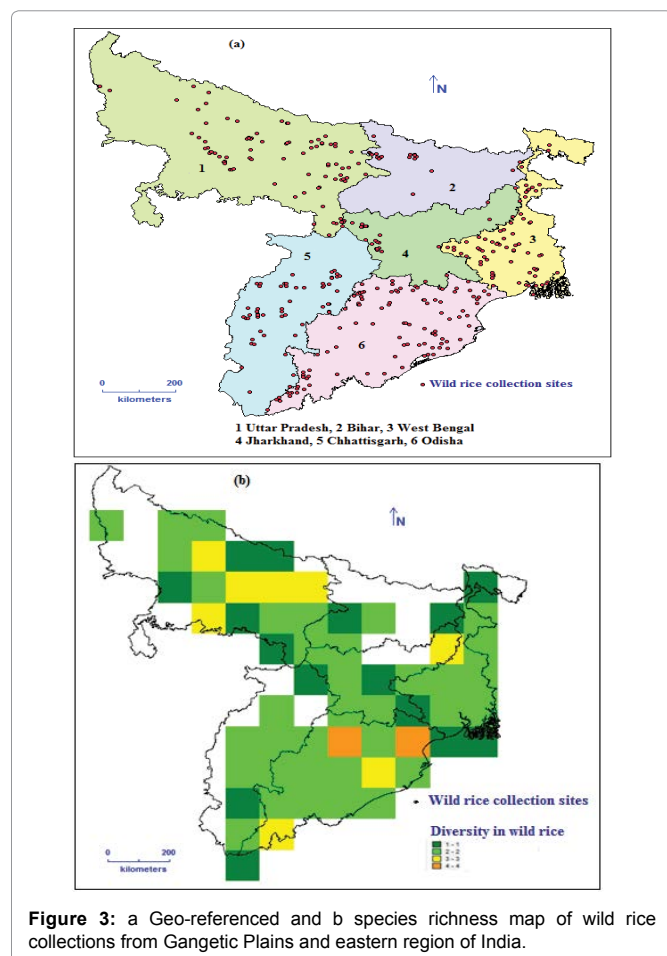 (a)
N
1
2
3
4
5
6
0 200
kilometers
Wild rice collection sites
1 Uttar Pradesh, 2 Bihar, 3 West Bengal
4 Jharkhand, 5 Chhattisgarh, 6 Odisha
(b)
N
Wild rice collection sites
Diversity in wild rice
1 - 1
2 - 2
3 - 3
4 - 4
0 200
kilometers
Figure 3: a Geo-referenced and b species richness map of wild rice
collections from Gangetic Plains and eastern region of India.